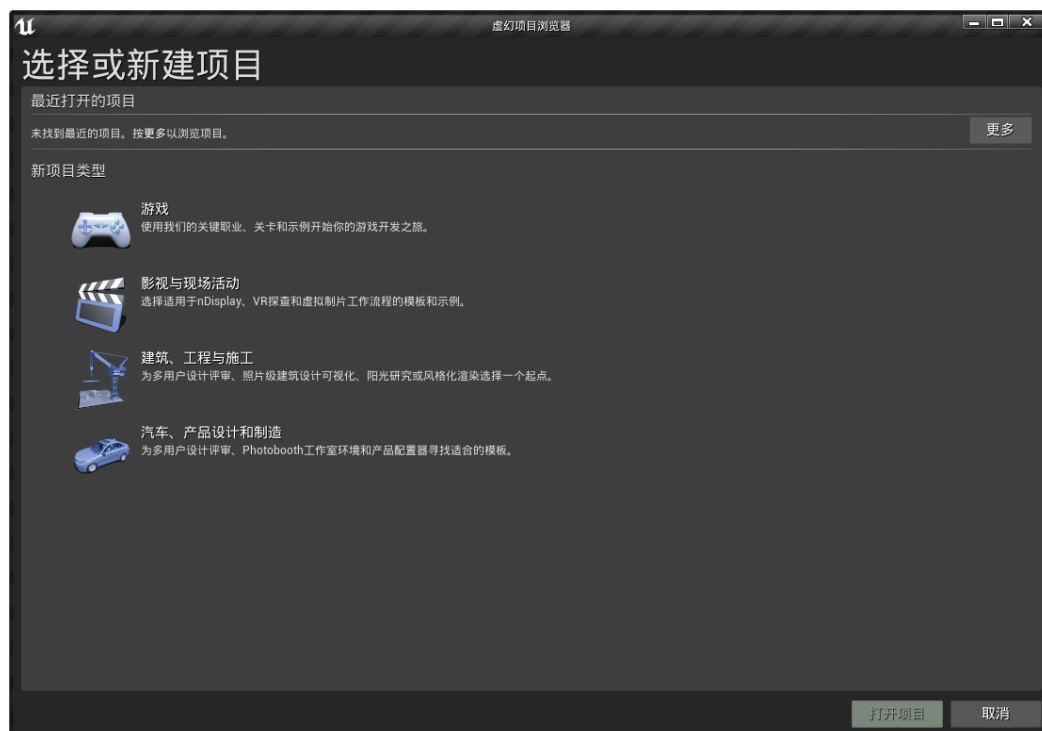 虚幻项目浏览器
选择或新建项目
最近打开的项目
未找到最近的项目。按更多以浏览项目。
更多
新项目类型
游戏
使用我们的关键职业、关卡和示例开始你的游戏开发之旅。
影视与现场活动
选择适用于nDisplay、VR探查和虚拟制片工作流程的模板和示例。
建筑、工程与施工
为多用户设计评审、照片级建筑设计可视化、阳光研究或风格化渲染选择一个起点。
汽车、产品设计和制造
为多用户设计评审、Photobooth工作室环境和产品配置器寻找适合的模板。
打开项目
取消